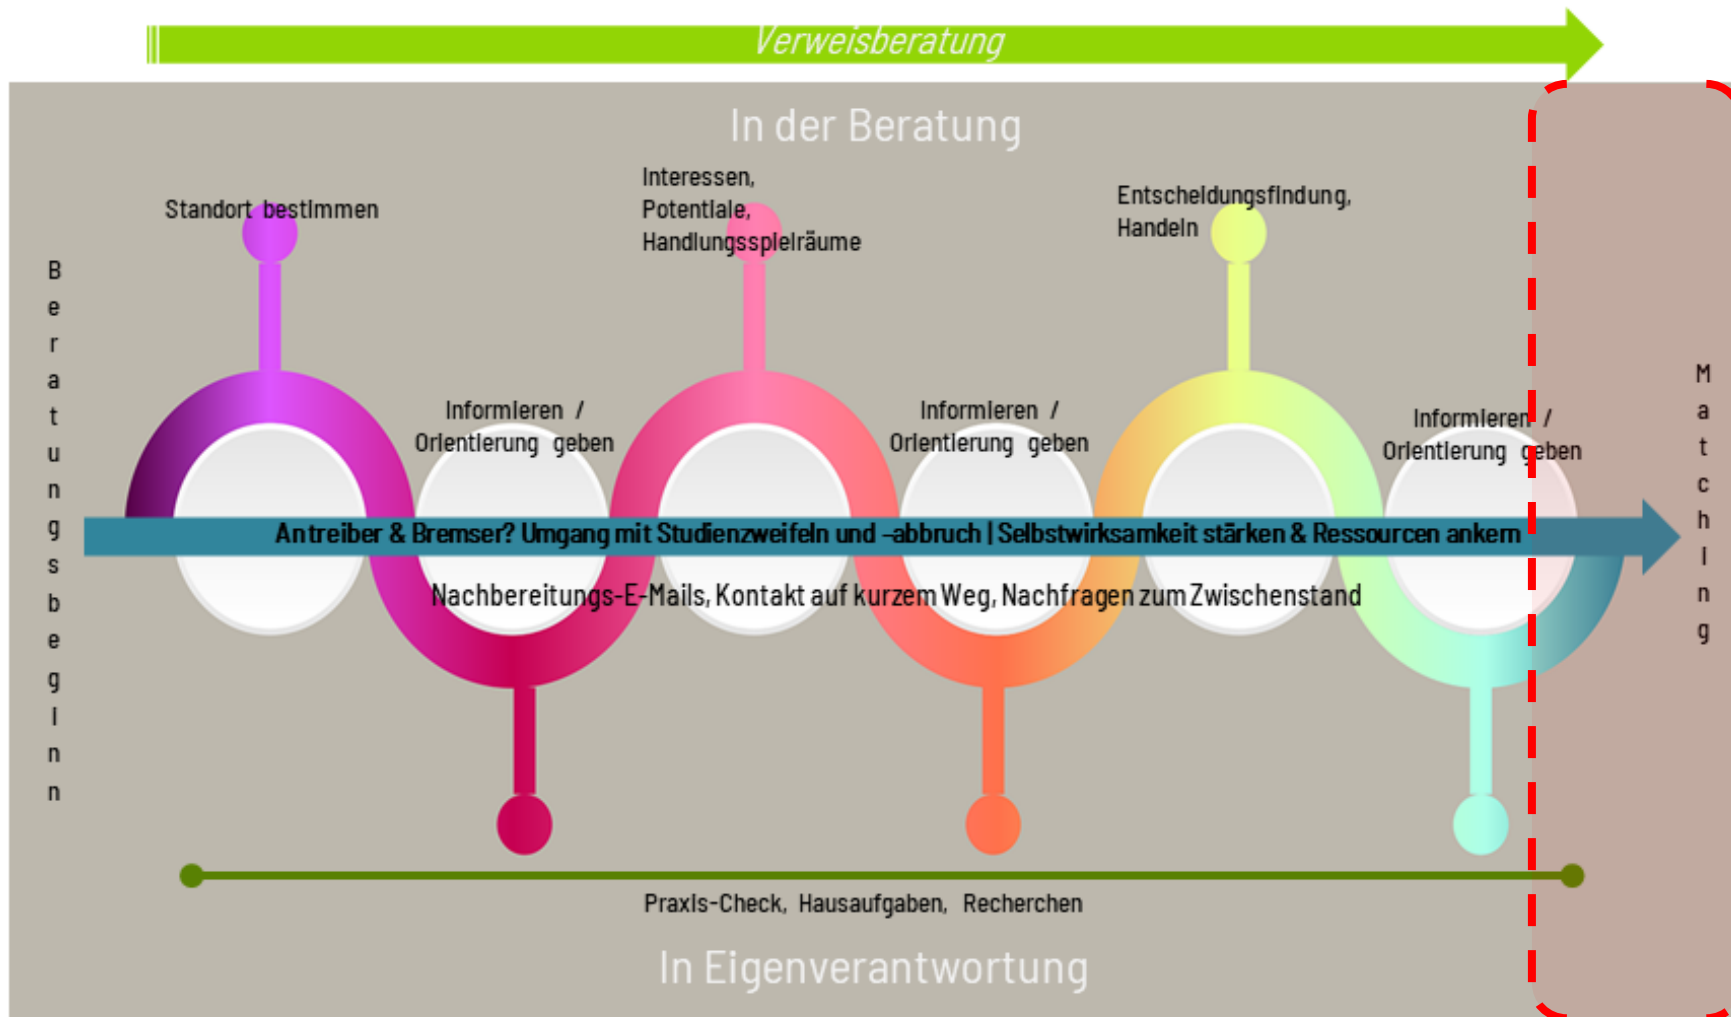 Verweisberatung
In der Beratung
Standort bestimmen
Interessen,
Potentiale,
Handlungsspielräume
Entscheidungsfindung,
Handeln
Beratungsbeginn
Informieren /
Orientierung geben
Informieren /
Orientierung geben
Informieren /
Orientierung geben
Matching
Antreiber & Bremser? Umgang mit Studienzweifeln und –abbruch | Selbstwirksamkeit stärken & Ressourcen ankern
Nachbereitungs-E-Mails, Kontakt auf kurzem Weg, Nachfragen zum Zwischenstand
Praxis-Check, Hausaufgaben, Recherchen
In Eigenverantwortung